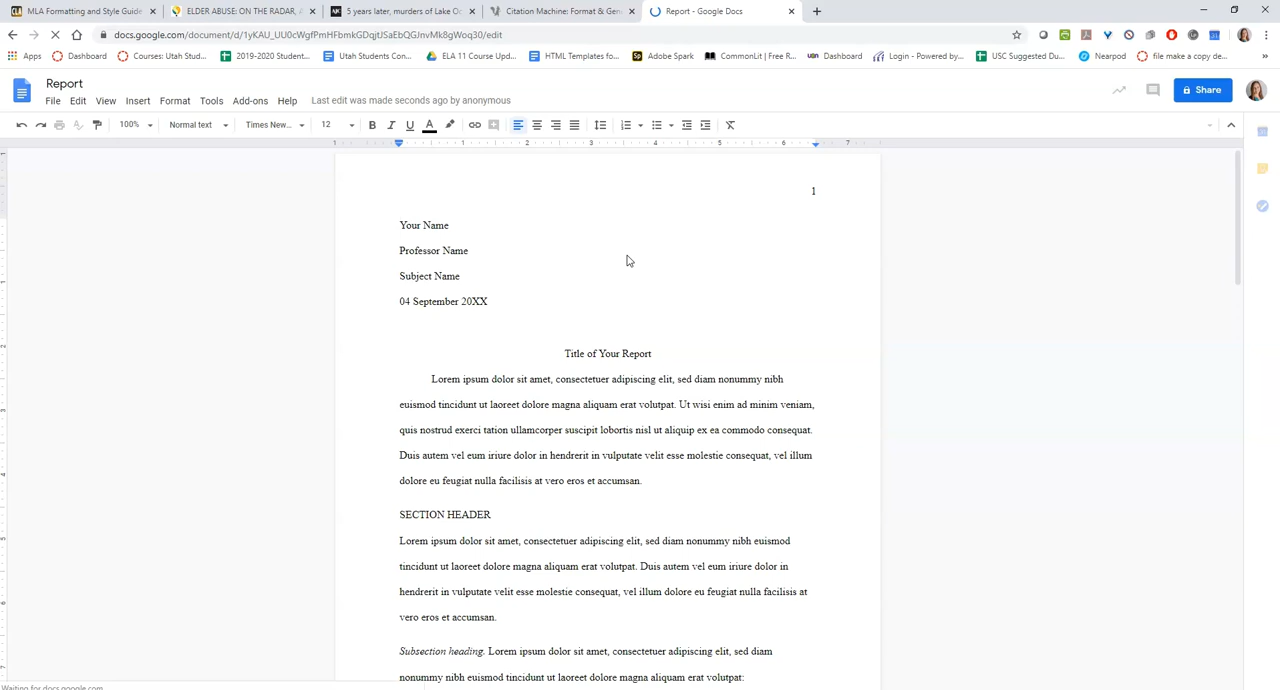 MLA Formatting and Style Guide
ELDER ABUSE: ON THE RADAR, A
5 years later, murders of Lake Oc
Citation Machine: Format & Gen
Report - Google Docs
docs.google.com/document/d/1yKAU_UU0cWgfPmHFbmkGDqjtJSaEbQGJnvMk8gWoq30/edit
Apps
Dashboard
Courses: Utah Stud...
2019-2020 Student...
Utah Students Con...
ELA 11 Course Upd...
HTML Templates fo...
Adobe Spark
CommonLit | Free R...
Dashboard
Login - Powered by...
USC Suggested Du...
Nearpod
file make a copy de...
Report
File Edit View Insert Format Tools Add-ons Help Last edit was made seconds ago by anonymous
Share
100% Normal text Times New... 12 B I U A
1 1 2 3 4 5 6 7
1
Your Name
Professor Name
Subject Name
04 September 20XX
Title of Your Report
Lorem ipsum dolor sit amet, consectetuer adipiscing elit, sed diam nonummy nibh
euismod tincidunt ut laoreet dolore magna aliquam erat volutpat. Ut wisi enim ad minim veniam,
quis nostrud exerci tation ullamcorper suscipit lobortis nisl ut aliquip ex ea commodo consequat.
Duis autem vel eum iriure dolor in hendrerit in vulputate velit esse molestie consequat, vel illum
dolore eu feugiat nulla facilisis at vero eros et accumsan.
SECTION HEADER
Lorem ipsum dolor sit amet, consectetuer adipiscing elit, sed diam nonummy nibh euismod
tincidunt ut laoreet dolore magna aliquam erat volutpat. Duis autem vel eum iriure dolor in
hendrerit in vulputate velit esse molestie consequat, vel illum dolore eu feugiat nulla facilisis at
vero eros et accumsan.
Subsection heading. Lorem ipsum dolor sit amet, consectetuer adipiscing elit, sed diam
nonummy nibh euismod tincidunt ut laoreet dolore magna aliquam erat volutpat:
Waiting for docs.google.com